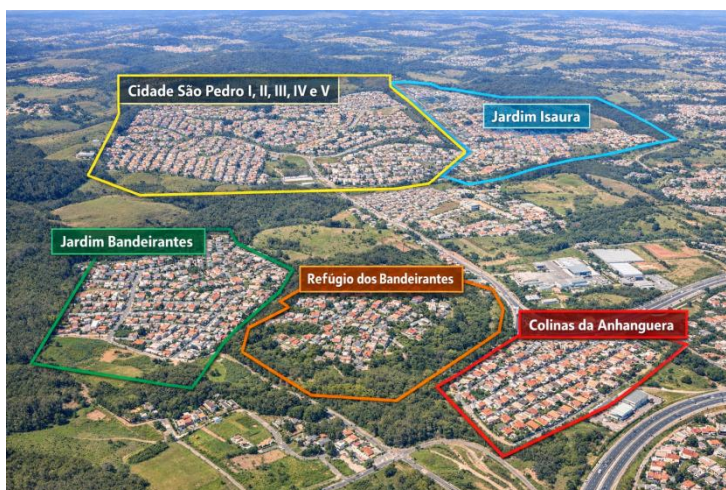 Cidade São Pedro I, II, III, IV e V
Jardim Isaura
Jardim Bandeirantes
Refúgio dos Bandeirantes
Colinas da Anhanguera